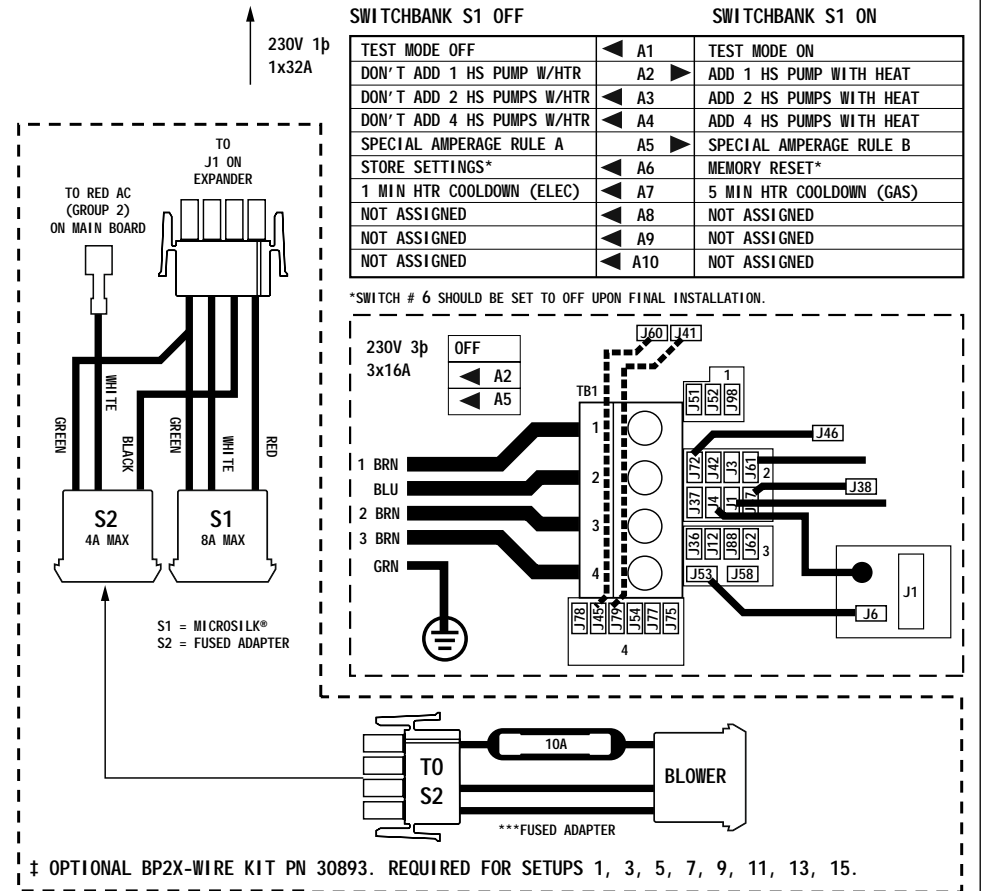 SWITCHBANK S1 OFF SWITCHBANK S1 ON
230V 1þ
1x32A
TEST MODE OFF ◀ A1 TEST MODE ON
DON'T ADD 1 HS PUMP W/HTR A2 ▶ ADD 1 HS PUMP WITH HEAT
DON'T ADD 2 HS PUMPS W/HTR ◀ A3 ADD 2 HS PUMPS WITH HEAT
DON'T ADD 4 HS PUMPS W/HTR ◀ A4 ADD 4 HS PUMPS WITH HEAT
SPECIAL AMPERAGE RULE A A5 ▶ SPECIAL AMPERAGE RULE B
STORE SETTINGS* ◀ A6 MEMORY RESET*
1 MIN HTR COOLDOWN (ELEC) ◀ A7 5 MIN HTR COOLDOWN (GAS)
NOT ASSIGNED ◀ A8 NOT ASSIGNED
NOT ASSIGNED ◀ A9 NOT ASSIGNED
NOT ASSIGNED ◀ A10 NOT ASSIGNED
*SWITCH # 6 SHOULD BE SET TO OFF UPON FINAL INSTALLATION.
TO
J1 ON
EXPANDER
TO RED AC
(GROUP 2)
ON MAIN BOARD
GREEN
WHITE
BLACK
GREEN
WHITE
RED
S2
4A MAX
S1
8A MAX
S1 = MICROSILK®
S2 = FUSED ADAPTER
230V 3þ
3x16A
OFF
◀ A2
◀ A5
J60 J41
TB1
1
2
3
4
1 BRN
BLU
2 BRN
3 BRN
GRN
1
J51 J52 J98
J46
J72 J42 J3 J61
2
J38
J37 J4 J1
J36 J12 J88 J62
3
J53 J58
J1
J6
J78 J45 J79 J54 J77 J75
4
10A
TO
S2
BLOWER
***FUSED ADAPTER
‡ OPTIONAL BP2X-WIRE KIT PN 30893. REQUIRED FOR SETUPS 1, 3, 5, 7, 9, 11, 13, 15.